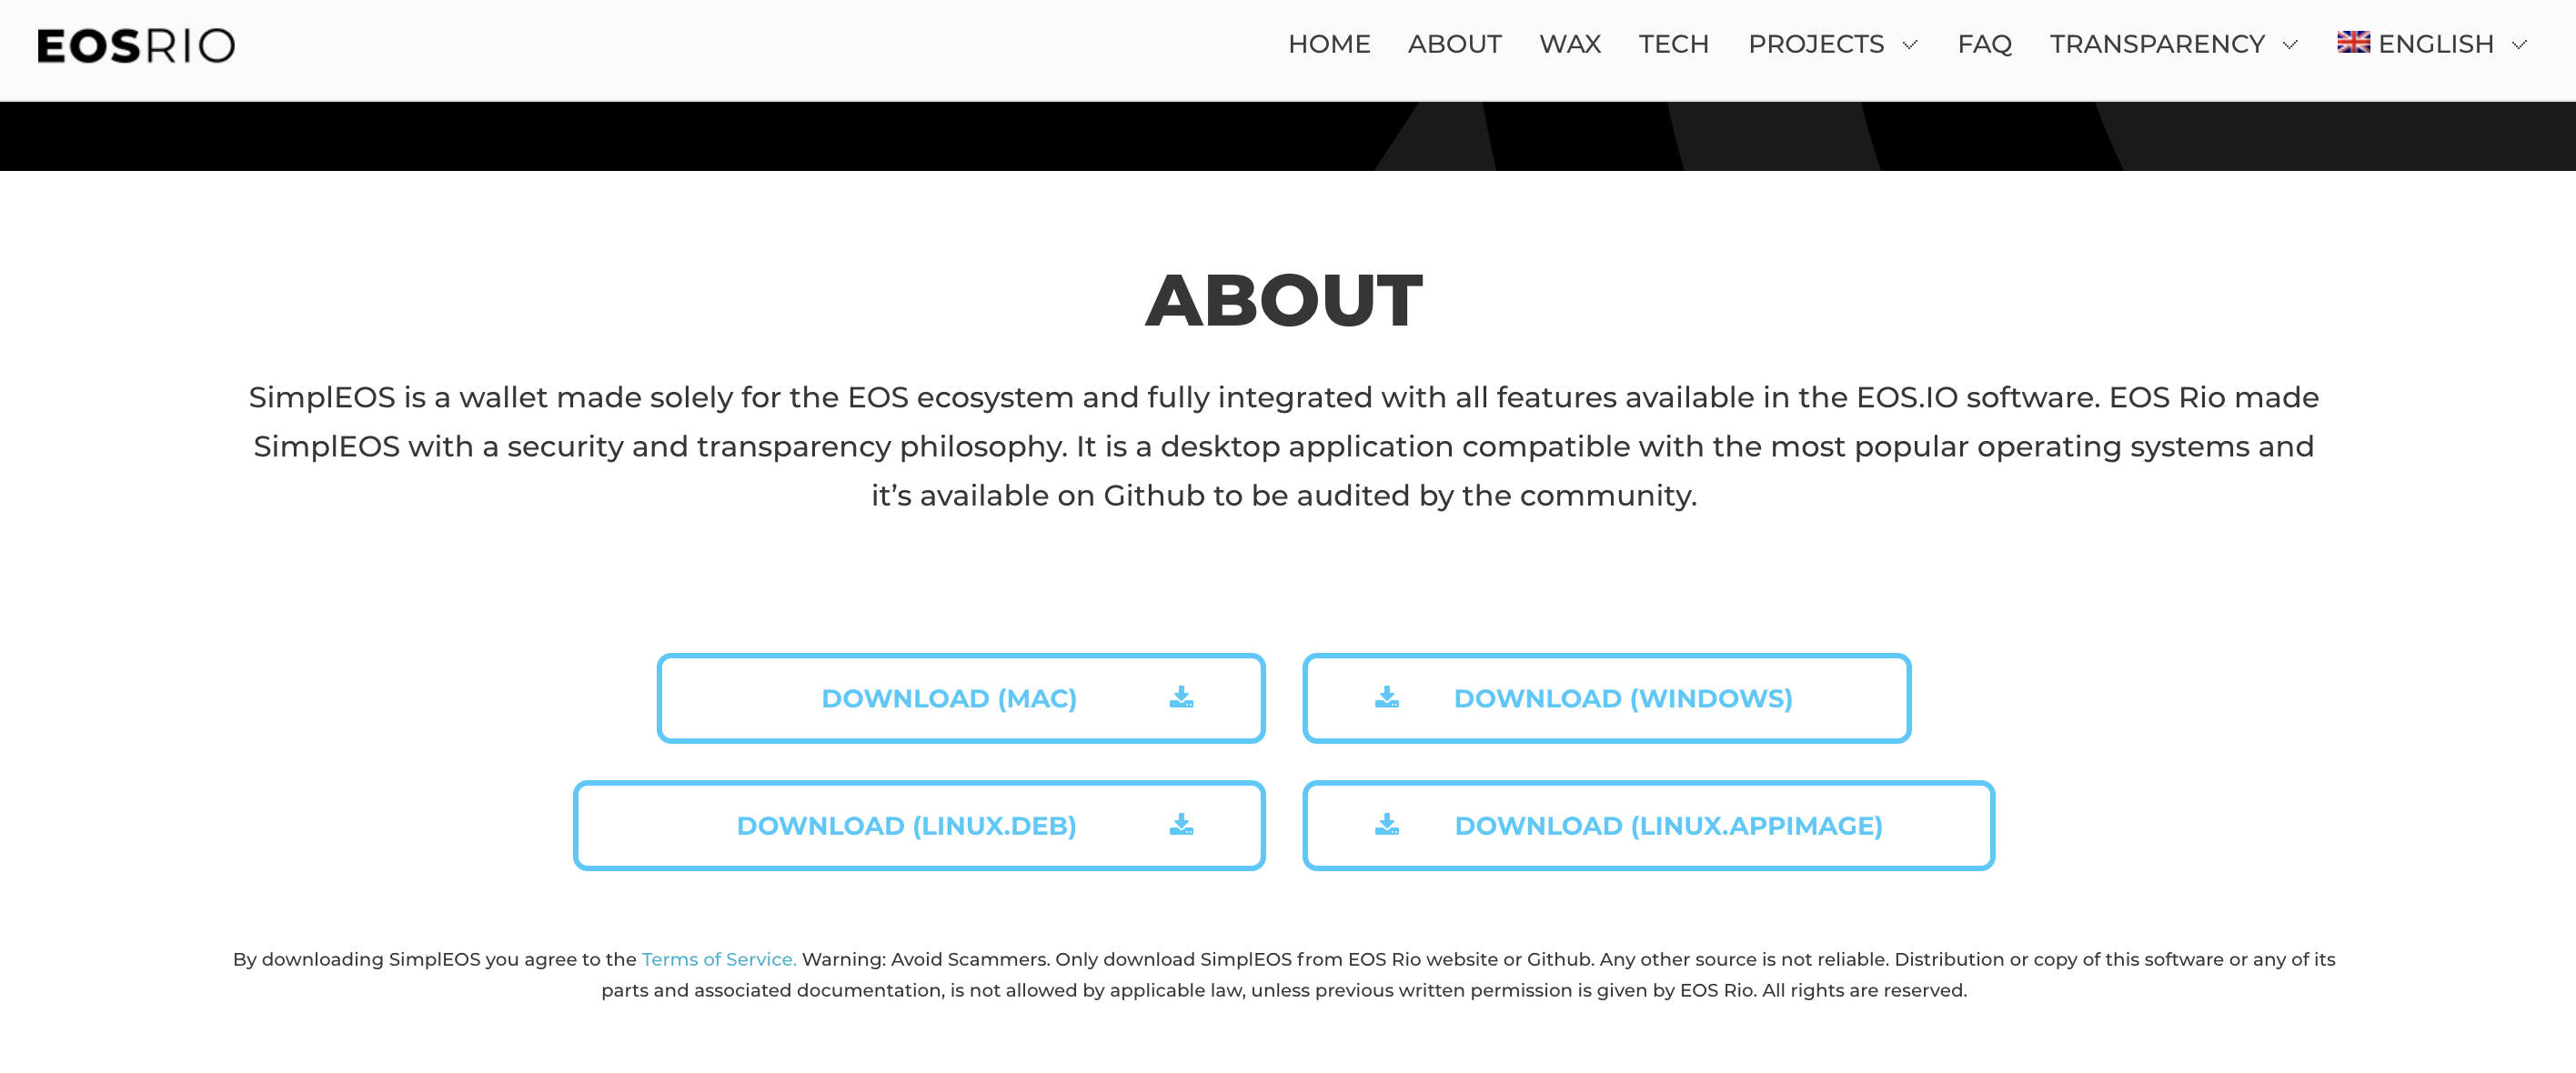 EOSRIO
HOME ABOUT WAX TECH PROJECTS FAQ TRANSPARENCY ENGLISH
ABOUT
SimplEOS is a wallet made solely for the EOS ecosystem and fully integrated with all features available in the EOS.IO software. EOS Rio made
SimplEOS with a security and transparency philosophy. It is a desktop application compatible with the most popular operating systems and
it’s available on Github to be audited by the community.
DOWNLOAD (MAC)
DOWNLOAD (WINDOWS)
DOWNLOAD (LINUX.DEB)
DOWNLOAD (LINUX.APPIMAGE)
By downloading SimplEOS you agree to the Terms of Service. Warning: Avoid Scammers. Only download SimplEOS from EOS Rio website or Github. Any other source is not reliable. Distribution or copy of this software or any of its
parts and associated documentation, is not allowed by applicable law, unless previous written permission is given by EOS Rio. All rights are reserved.